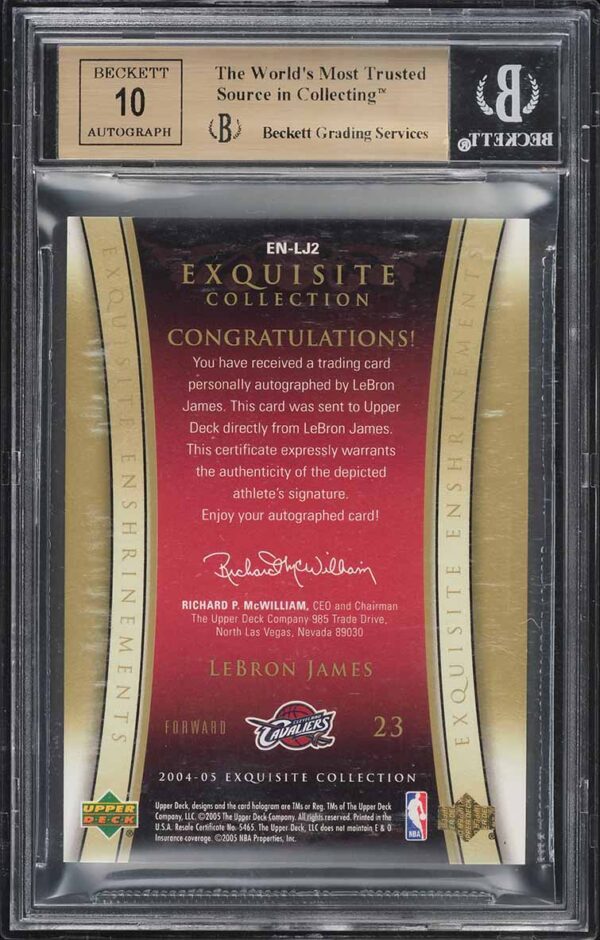 BECKETT
10
AUTOGRAPH
The World's Most Trusted
Source in Collecting™
B
Beckett Grading Services
B
BECKETT®
EN-LJ2
EXQUISITE
COLLECTION
CONGRATULATIONS!
You have received a trading card
personally autographed by LeBron
James. This card was sent to Upper
Deck directly from LeBron James.
This certificate expressly warrants
the authenticity of the depicted
athlete's signature.
Enjoy your autographed card!
Richard McWilliam
RICHARD P. McWILLIAM, CEO and Chairman
The Upper Deck Company 985 Trade Drive,
North Las Vegas, Nevada 89030
LEBRON JAMES
FORWARD
CLEVELAND
CAVALIERS
23
2004-05 EXQUISITE COLLECTION
EXQUISITE ENSHRINEMENTS
EXQUISITE ENSHRINEMENTS
UPPER
DECK
Upper Deck, designs and the card hologram are TMs or Reg. TMs of The Upper Deck
Company, LLC. ©2005 The Upper Deck Company. All rights reserved. Printed in the
U.S.A. Resale Certificate No. 5465. The Upper Deck, LLC does not maintain E & O
Insurance coverage. ©2005 NBA Properties, Inc.
NBA